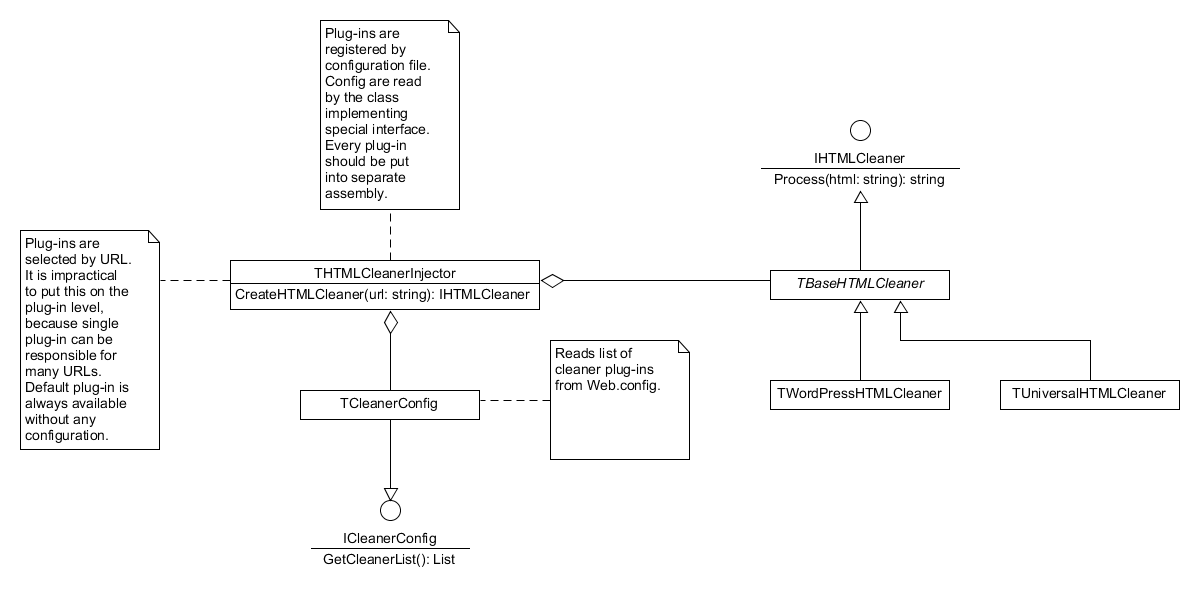 Plug-ins are
registered by
configuration file.
Config are read
by the class
implementing
special interface.
Every plug-in
should be put
into separate
assembly.
IHTMLCleaner
Process(html: string): string
Plug-ins are
selected by URL.
It is impractical
to put this on the
plug-in level,
because single
plug-in can be
responsible for
many URLs.
Default plug-in is
always available
without any
configuration.
THTMLCleanerInjector
CreateHTMLCleaner(url: string): IHTMLCleaner
TBaseHTMLCleaner
Reads list of
cleaner plug-ins
from Web.config.
TCleanerConfig
TWordPressHTMLCleaner
TUniversalHTMLCleaner
ICleanerConfig
GetCleanerList(): List